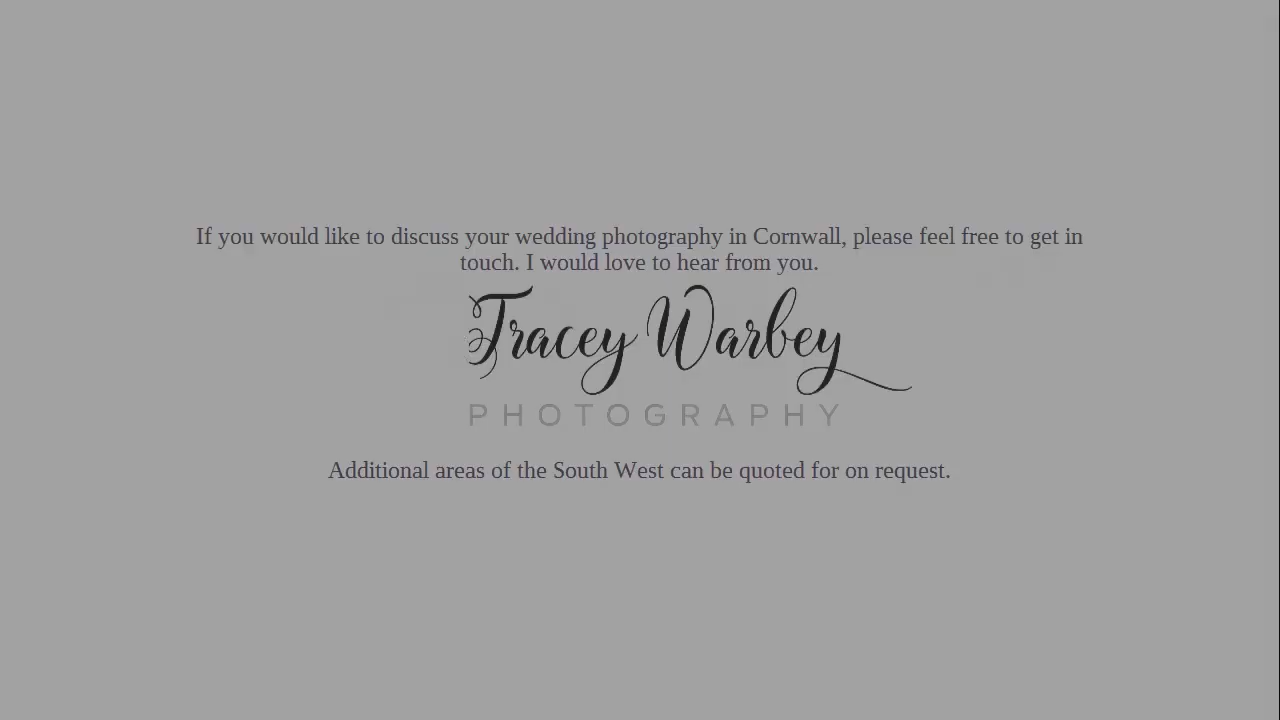 If you would like to discuss your wedding photography in Cornwall, please feel free to get in
touch. I would love to hear from you.
Tracey Warbey
PHOTOGRAPHY
Additional areas of the South West can be quoted for on request.